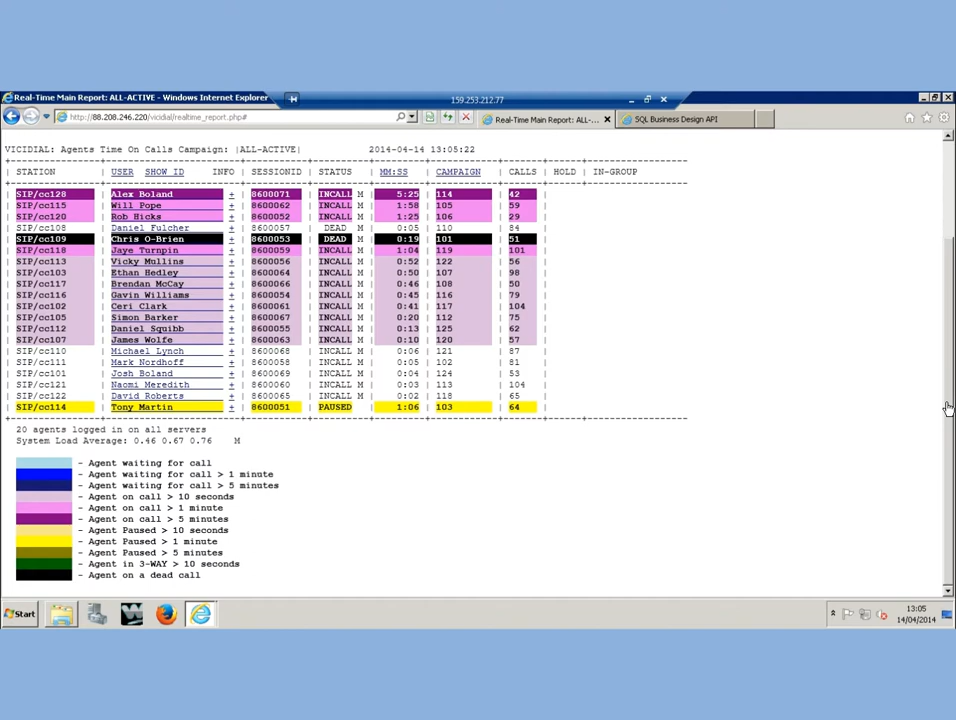 Real-Time Main Report: ALL-ACTIVE - Windows Internet Explorer
159.253.212.77
http://88.208.246.220/vicidial/realtime_report.php#
Real-Time Main Report: ALL-...
SQL Business Design API
VICIDIAL: Agents Time On Calls Campaign: |ALL-ACTIVE| 2014-04-14 13:05:22
+----------------+------------------------+-----------+----------+---------+------------+-------+------+------------------
| STATION | USER SHOW_ID INFO | SESSIONID | STATUS | MM:SS | CAMPAIGN | CALLS | HOLD | IN-GROUP
+----------------+------------------------+-----------+----------+---------+------------+-------+------+------------------
| SIP/cc128 | Alex Boland + | 8600071 | INCALL M | 5:25 | 114 | 42 |
| SIP/cc115 | Will Pope + | 8600062 | INCALL M | 1:58 | 105 | 59 |
| SIP/cc120 | Rob Hicks + | 8600052 | INCALL M | 1:25 | 106 | 29 |
| SIP/cc108 | Daniel Fulcher + | 8600065 | DEAD M | 0:05 | 110 | 84 |
| SIP/cc109 | Chris O-Brien + | 8600053 | DEAD M | 0:19 | 101 | 51 |
| SIP/cc118 | Jaye Turnpin + | 8600059 | INCALL M | 1:04 | 119 | 101 |
| SIP/cc113 | Vicky Mullins + | 8600056 | INCALL M | 0:52 | 122 | 56 |
| SIP/cc103 | Ethan Hedley + | 8600064 | INCALL M | 0:50 | 107 | 98 |
| SIP/cc117 | Brendan McCay + | 8600066 | INCALL M | 0:46 | 108 | 50 |
| SIP/cc116 | Gavin Williams + | 8600054 | INCALL M | 0:45 | 116 | 79 |
| SIP/cc102 | Ceri Clark + | 8600061 | INCALL M | 0:41 | 117 | 104 |
| SIP/cc105 | Simon Barker + | 8600067 | INCALL M | 0:20 | 112 | 75 |
| SIP/cc112 | Daniel Squibb + | 8600055 | INCALL M | 0:13 | 125 | 62 |
| SIP/cc107 | James Wolfe + | 8600063 | INCALL M | 0:10 | 120 | 57 |
| SIP/cc110 | Michael Lynch + | 8600068 | INCALL M | 0:06 | 121 | 87 |
| SIP/cc111 | Mark Nordhoff + | 8600058 | INCALL M | 0:05 | 102 | 81 |
| SIP/cc101 | Josh Boland + | 8600069 | INCALL M | 0:04 | 124 | 53 |
| SIP/cc121 | Naomi Meredith + | 8600060 | INCALL M | 0:03 | 113 | 104 |
| SIP/cc122 | David Roberts + | 8600057 | INCALL M | 0:02 | 118 | 65 |
| SIP/cc114 | Tony Martin + | 8600051 | PAUSED | 1:06 | 103 | 64 |
+----------------+------------------------+-----------+----------+---------+------------+-------+------+------------------
20 agents logged in on all servers
System Load Average: 0.46 0.67 0.76 M
- Agent waiting for call
- Agent waiting for call > 1 minute
- Agent waiting for call > 5 minutes
- Agent on call > 10 seconds
- Agent on call > 1 minute
- Agent on call > 5 minutes
- Agent Paused > 10 seconds
- Agent Paused > 1 minute
- Agent Paused > 5 minutes
- Agent in 3-WAY > 10 seconds
- Agent on a dead call
Start
13:05
14/04/2014